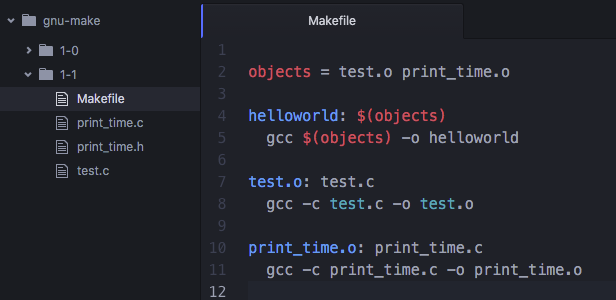 gnu-make
1-0
1-1
Makefile
print_time.c
print_time.h
test.c
Makefile
1
2 objects = test.o print_time.o
3
4 helloworld: $(objects)
5 gcc $(objects) -o helloworld
6
7 test.o: test.c
8 gcc -c test.c -o test.o
9
10 print_time.o: print_time.c
11 gcc -c print_time.c -o print_time.o
12